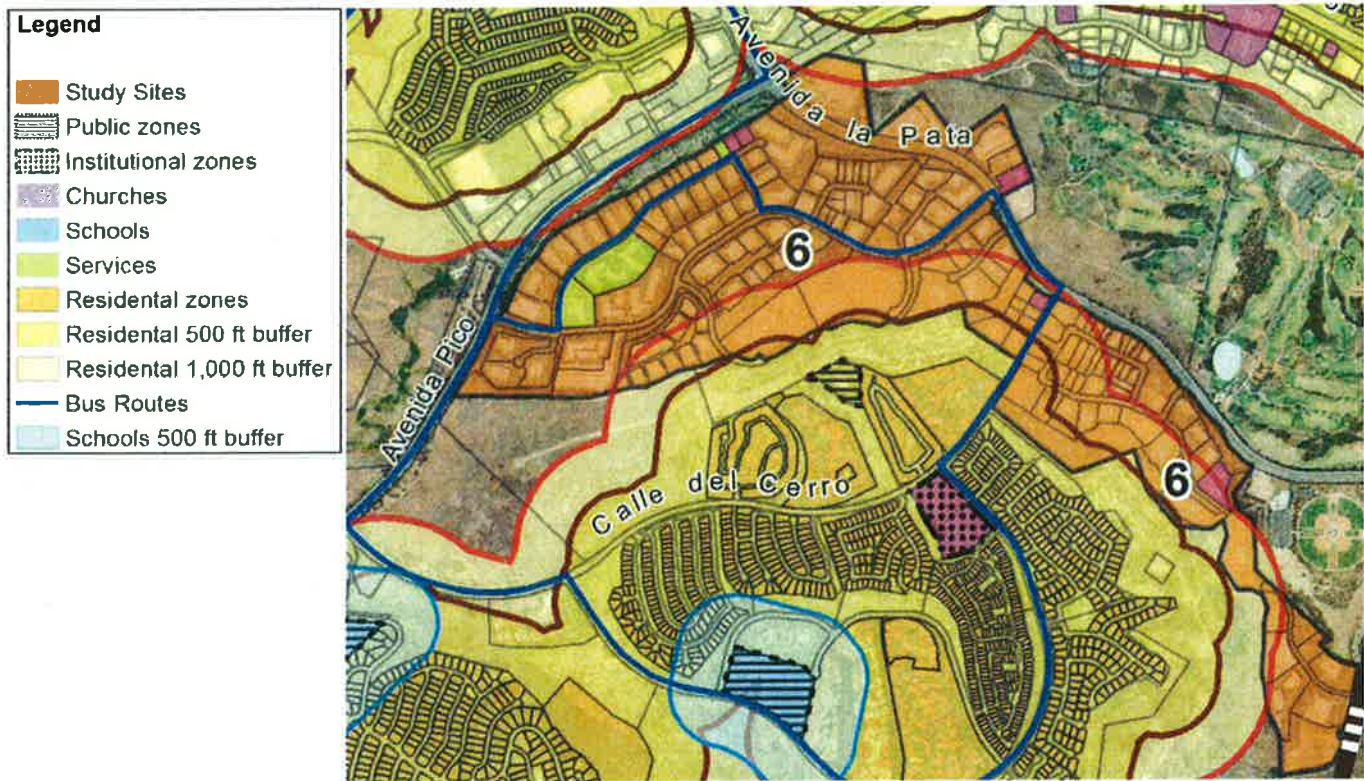 Legend
Study Sites
Public zones
Institutional zones
Churches
Schools
Services
Residental zones
Residental 500 ft buffer
Residental 1,000 ft buffer
Bus Routes
Schools 500 ft buffer
Avenida la Pata
6
Avenida Pico
Calle del Cerro
6